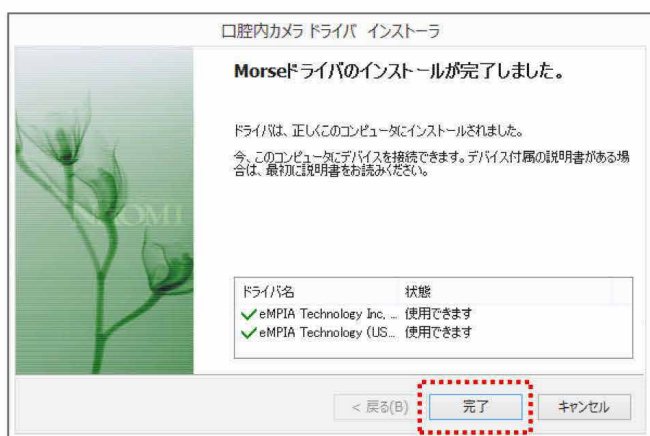 口腔内カメラ ドライバ インストーラ
Morseドライバのインストールが完了しました。
ドライバは、正しくこのコンピュータにインストールされました。
今、このコンピュータにデバイスを接続できます。デバイス付属の説明書がある場
合は、最初に説明書をお読みください。
NAOMI
ドライバ名 状態
eMPIA Technology Inc, ... 使用できます
eMPIA Technology (US... 使用できます
< 戻る(B) 完了 キャンセル